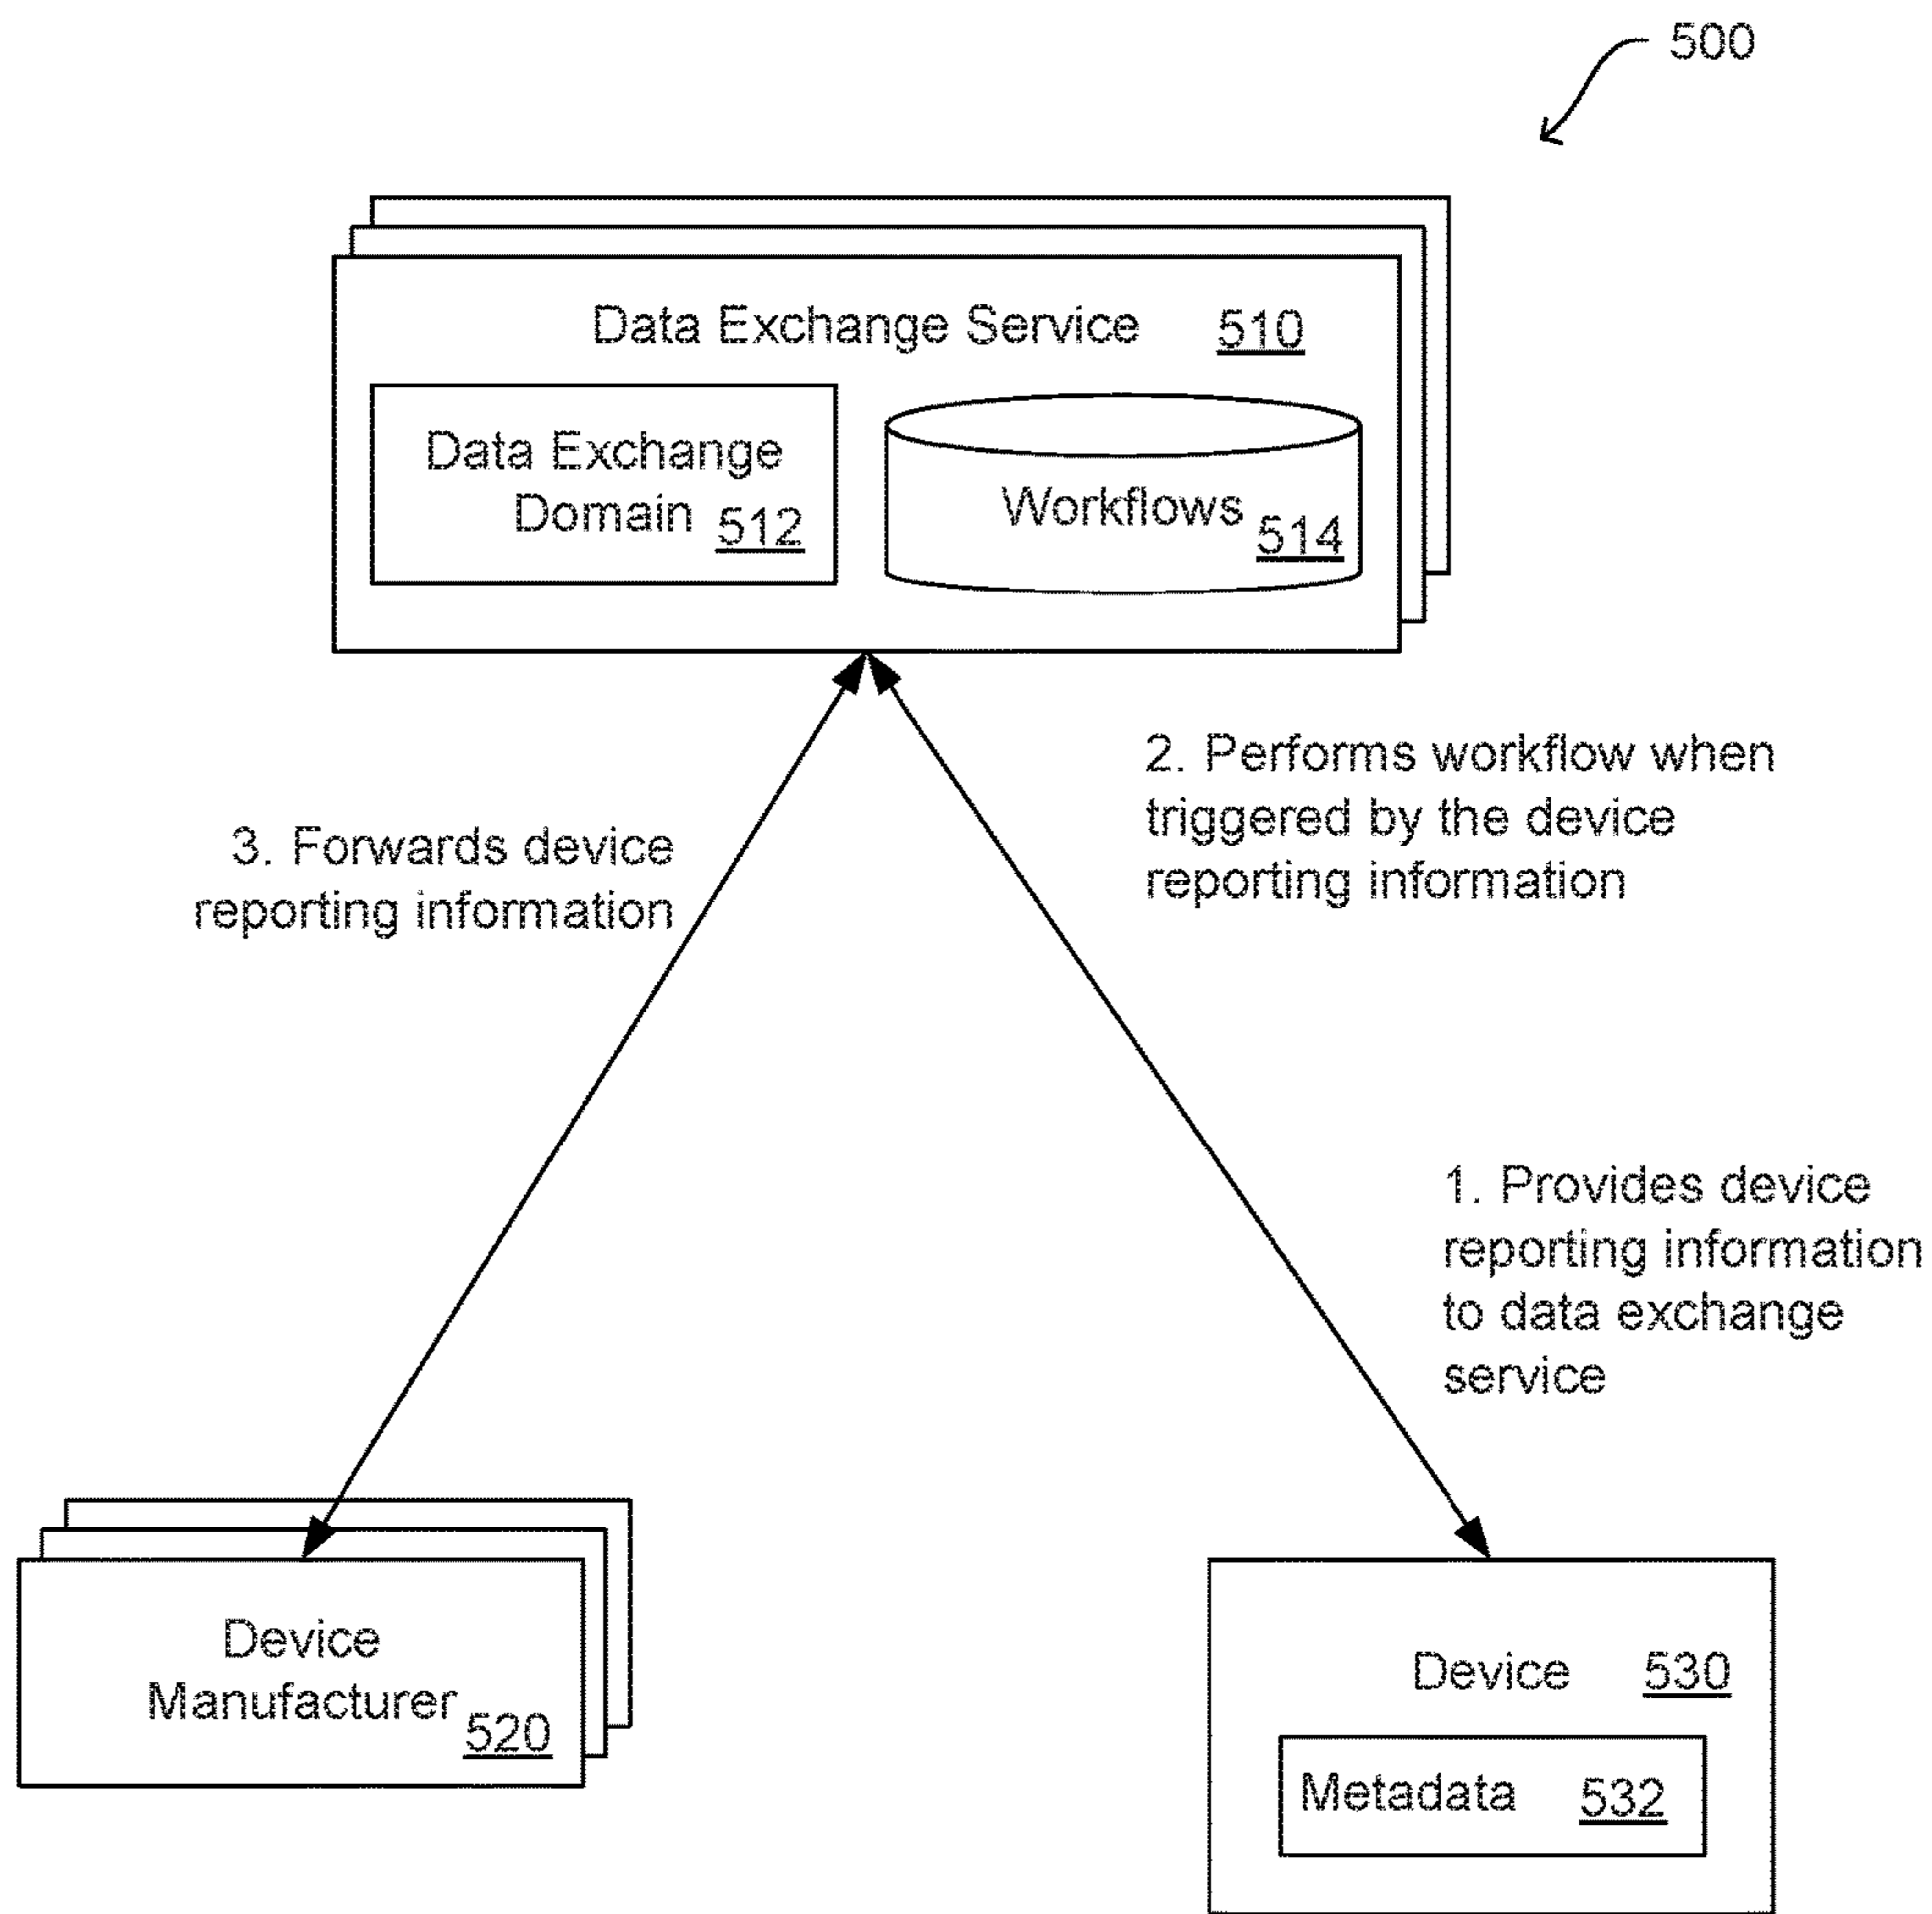 500
Data Exchange Service 510
Data Exchange
Domain 512
Workflows 514
2. Performs workflow when
triggered by the device
reporting information
3. Forwards device
reporting information
1. Provides device
reporting information
to data exchange
service
Device
Manufacturer 520
Device 530
Metadata 532